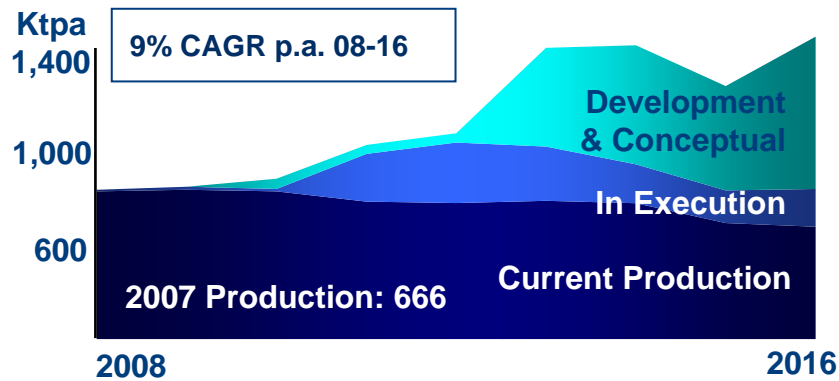 Ktpa
1,400
9% CAGR p.a. 08-16
Development
& Conceptual
1,000
In Execution
600
Current Production
2007 Production: 666
2008
2016